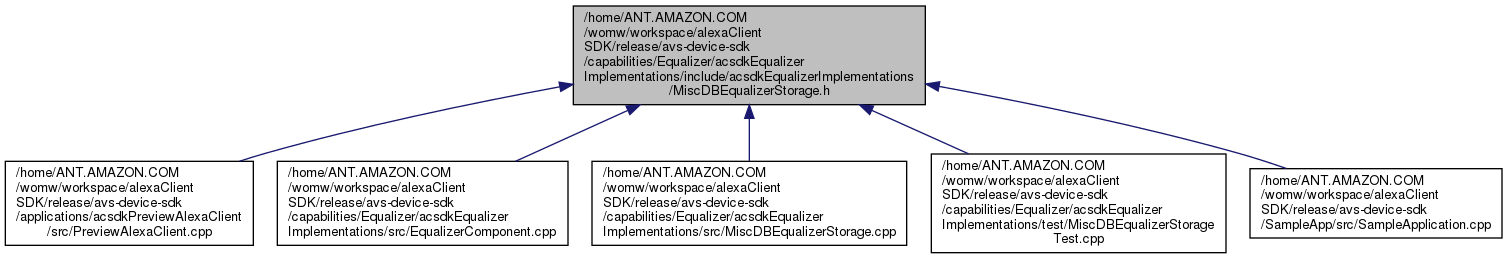 /home/ANT.AMAZON.COM
/womw/workspace/alexaClient
SDK/release/avs-device-sdk
/capabilities/Equalizer/acsdkEqualizer
Implementations/include/acsdkEqualizerImplementations
/MiscDBEqualizerStorage.h
/home/ANT.AMAZON.COM
/womw/workspace/alexaClient
SDK/release/avs-device-sdk
/applications/acsdkPreviewAlexaClient
/src/PreviewAlexaClient.cpp
/home/ANT.AMAZON.COM
/womw/workspace/alexaClient
SDK/release/avs-device-sdk
/capabilities/Equalizer/acsdkEqualizer
Implementations/src/EqualizerComponent.cpp
/home/ANT.AMAZON.COM
/womw/workspace/alexaClient
SDK/release/avs-device-sdk
/capabilities/Equalizer/acsdkEqualizer
Implementations/src/MiscDBEqualizerStorage.cpp
/home/ANT.AMAZON.COM
/womw/workspace/alexaClient
SDK/release/avs-device-sdk
/capabilities/Equalizer/acsdkEqualizer
Implementations/test/MiscDBEqualizerStorage
Test.cpp
/home/ANT.AMAZON.COM
/womw/workspace/alexaClient
SDK/release/avs-device-sdk
/SampleApp/src/SampleApplication.cpp